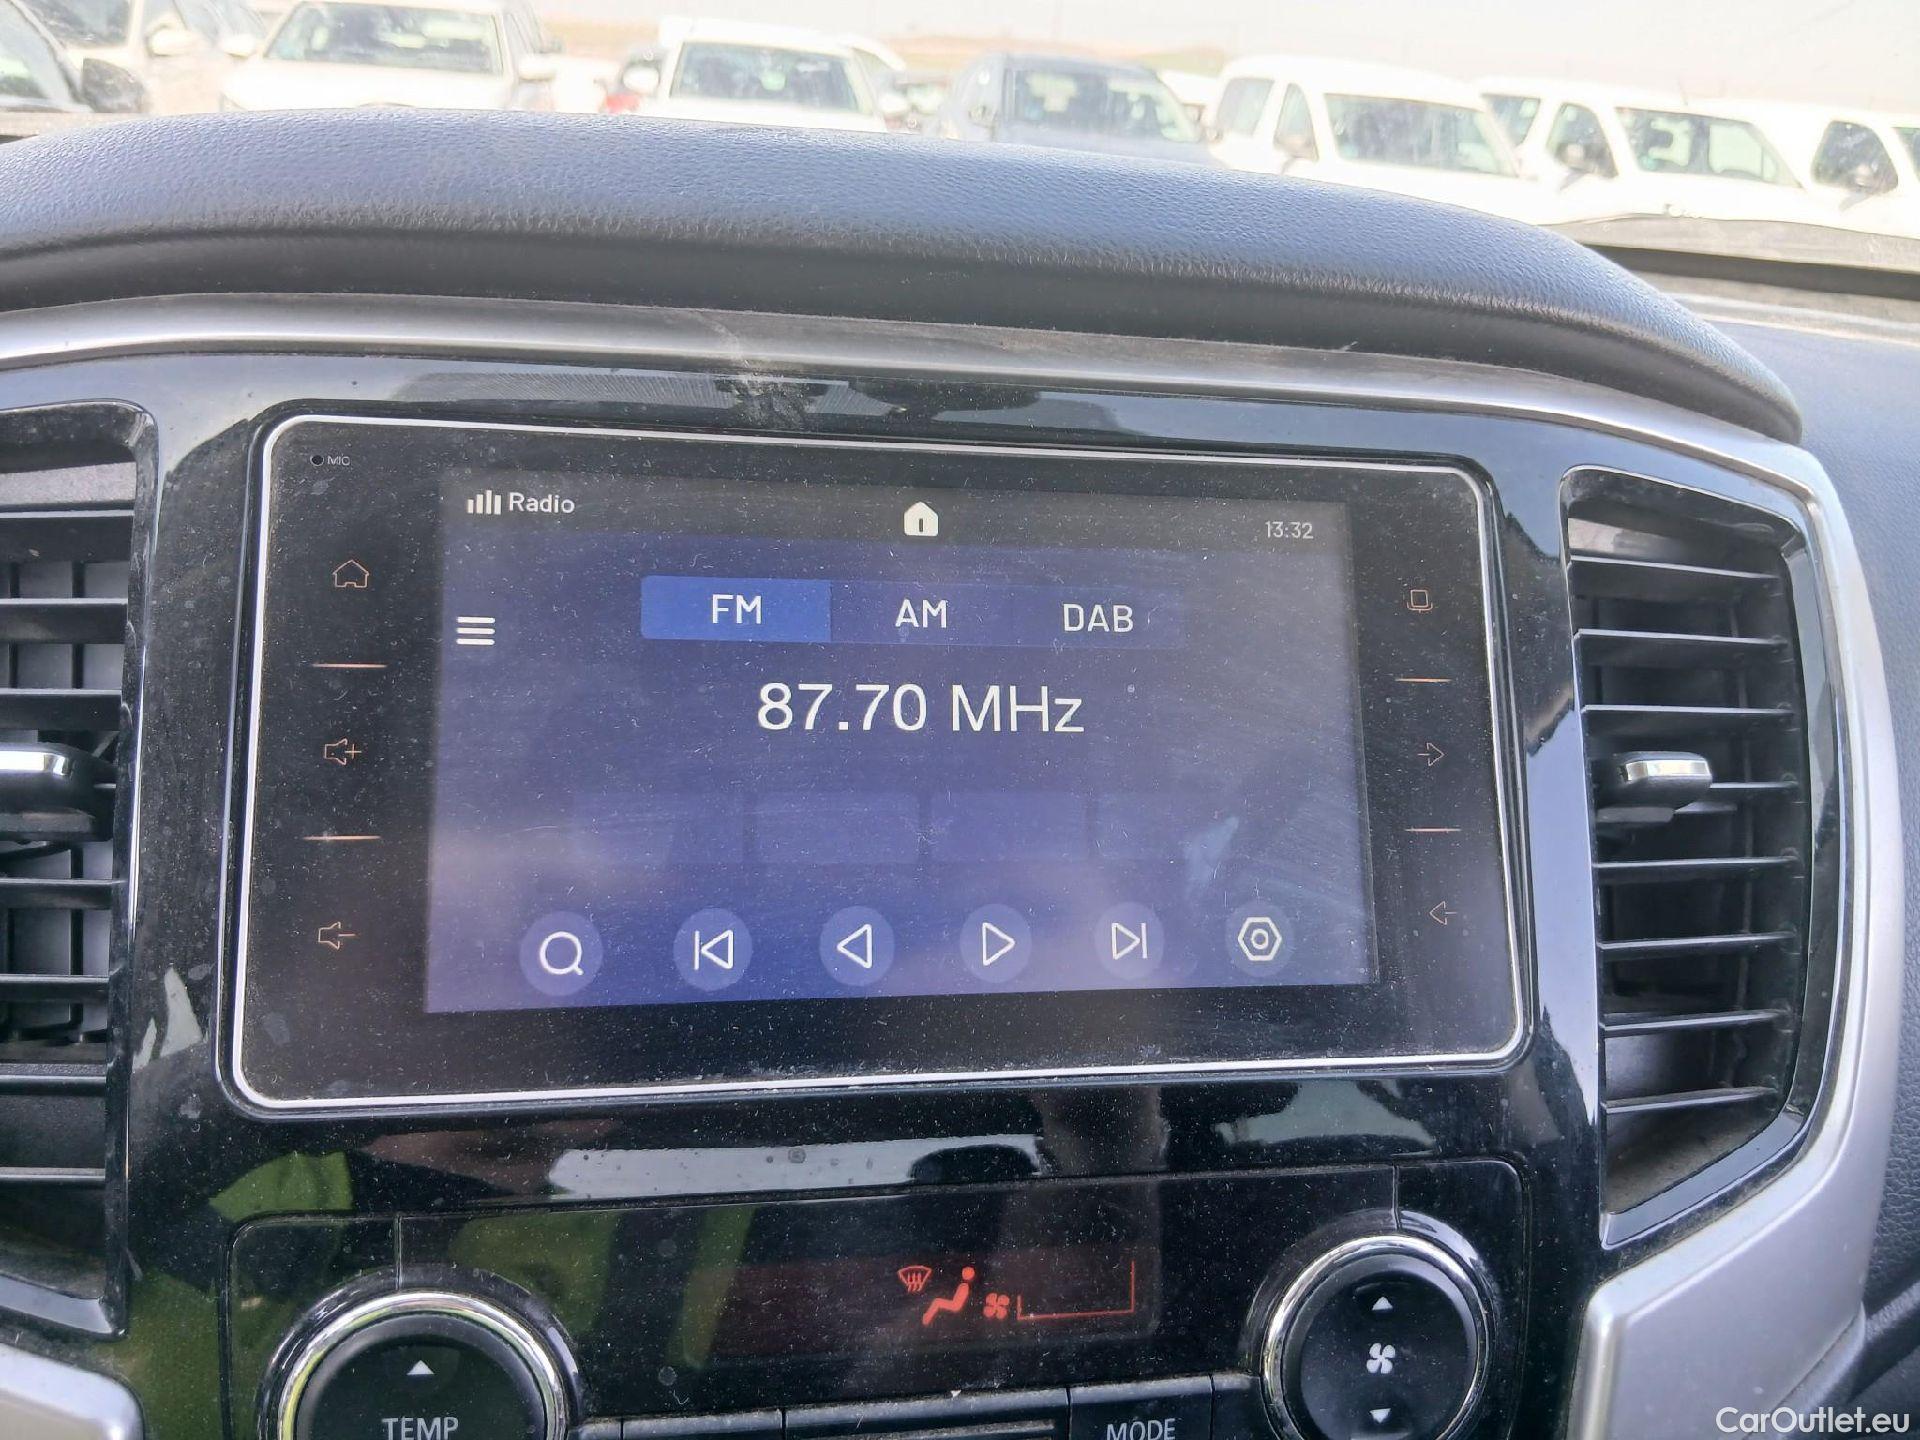 MIC
Radio
13:32
FM AM DAB
87.70 MHz
TEMP
MODE
CarOutlet.eu